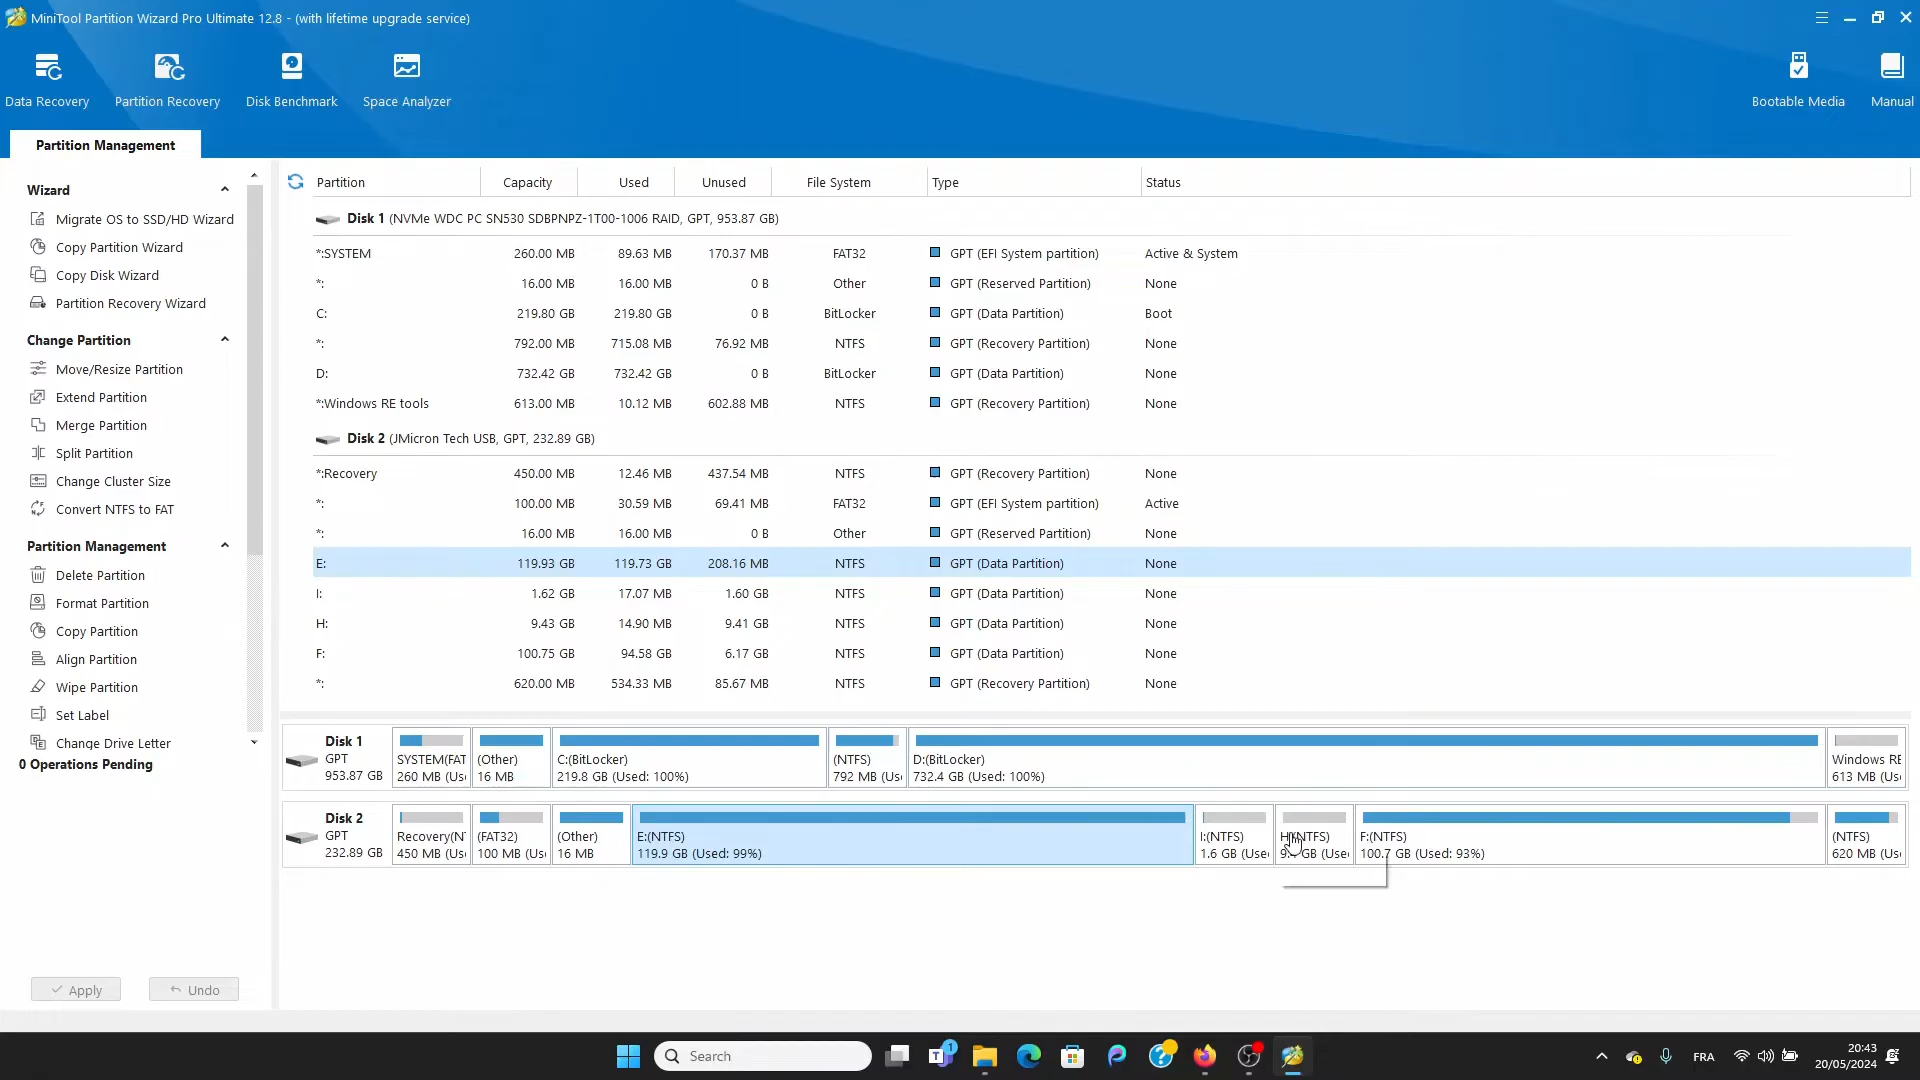 MiniTool Partition Wizard Pro Ultimate 12.8 - (with lifetime upgrade service)
Data Recovery
Partition Recovery
Disk Benchmark
Space Analyzer
Bootable Media
Manual
Partition Management
Wizard
Migrate OS to SSD/HD Wizard
Copy Partition Wizard
Copy Disk Wizard
Partition Recovery Wizard
Change Partition
Move/Resize Partition
Extend Partition
Merge Partition
Split Partition
Change Cluster Size
Convert NTFS to FAT
Partition Management
Delete Partition
Format Partition
Copy Partition
Align Partition
Wipe Partition
Set Label
Change Drive Letter
0 Operations Pending
Apply
Undo
Partition Capacity Used Unused File System Type Status
Disk 1 (NVMe WDC PC SN530 SDBPNPZ-1T00-1006 RAID, GPT, 953.87 GB)
*:SYSTEM 260.00 MB 89.63 MB 170.37 MB FAT32 GPT (EFI System partition) Active & System
*: 16.00 MB 16.00 MB 0 B Other GPT (Reserved Partition) None
C: 219.80 GB 219.80 GB 0 B BitLocker GPT (Data Partition) Boot
*: 792.00 MB 715.08 MB 76.92 MB NTFS GPT (Recovery Partition) None
D: 732.42 GB 732.42 GB 0 B BitLocker GPT (Data Partition) None
*:Windows RE tools 613.00 MB 10.12 MB 602.88 MB NTFS GPT (Recovery Partition) None
Disk 2 (JMicron Tech USB, GPT, 232.89 GB)
*:Recovery 450.00 MB 12.46 MB 437.54 MB NTFS GPT (Recovery Partition) None
*: 100.00 MB 30.59 MB 69.41 MB FAT32 GPT (EFI System partition) Active
*: 16.00 MB 16.00 MB 0 B Other GPT (Reserved Partition) None
E: 119.93 GB 119.73 GB 208.16 MB NTFS GPT (Data Partition) None
I: 1.62 GB 17.07 MB 1.60 GB NTFS GPT (Data Partition) None
H: 9.43 GB 14.90 MB 9.41 GB NTFS GPT (Data Partition) None
F: 100.75 GB 94.58 GB 6.17 GB NTFS GPT (Data Partition) None
*: 620.00 MB 534.33 MB 85.67 MB NTFS GPT (Recovery Partition) None
Disk 1
GPT
953.87 GB
SYSTEM(FAT
260 MB (Us
(Other)
16 MB
C:(BitLocker)
219.8 GB (Used: 100%)
(NTFS)
792 MB (Us
D:(BitLocker)
732.4 GB (Used: 100%)
Windows RE
613 MB (Us
Disk 2
GPT
232.89 GB
Recovery(N
450 MB (Us
(FAT32)
100 MB (Us
(Other)
16 MB
E:(NTFS)
119.9 GB (Used: 99%)
I:(NTFS)
1.6 GB (Use
GB (Use
F:(NTFS)
100.7 GB (Used: 93%)
(NTFS)
620 MB (Us
Search
1
FRA
20:43
20/05/2024